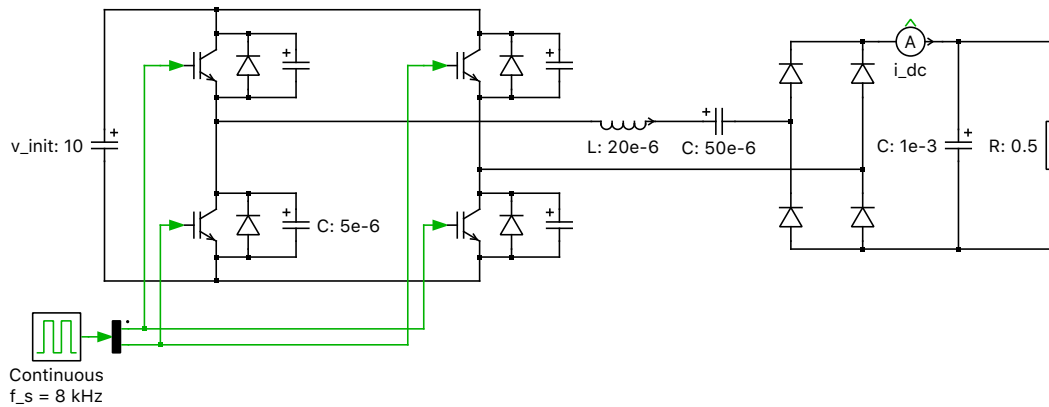 A
i_dc
v_init: 10
L: 20e-6
C: 50e-6
C: 1e-3
R: 0.5
C: 5e-6
Continuous
f_s = 8 kHz